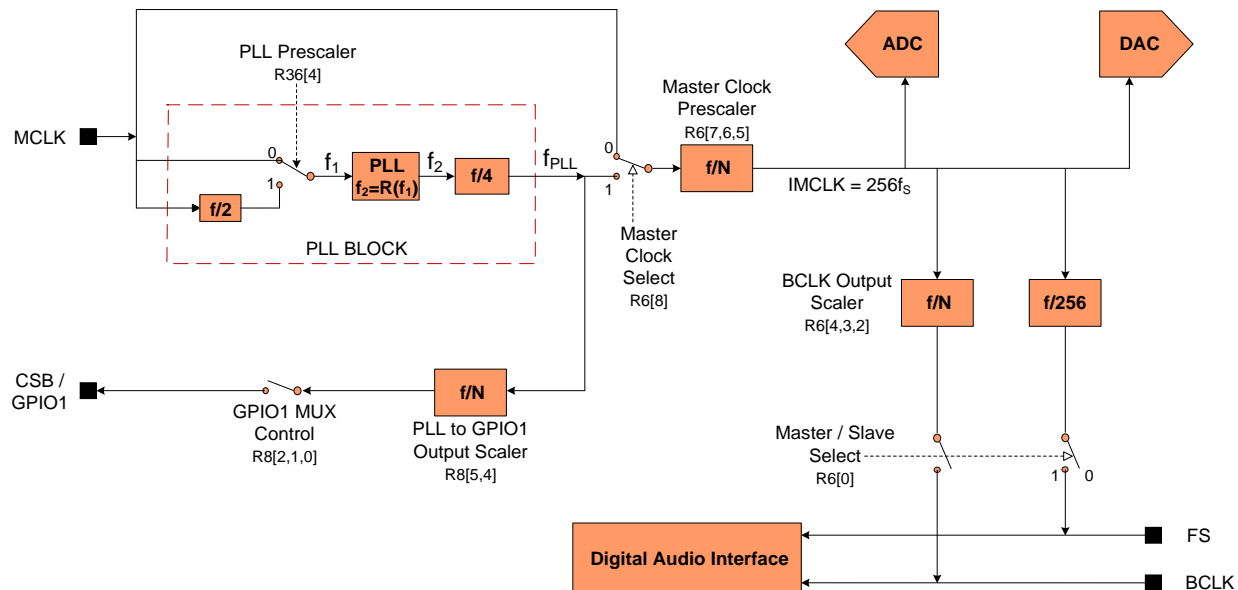 ADC
DAC
PLL Prescaler
R36[4]
Master Clock
Prescaler
R6[7,6,5]
MCLK
0
1
f1
PLL
f2=R(f1)
f2
f/4
fPLL
0
1
f/N
IMCLK = 256fS
f/2
PLL BLOCK
Master
Clock
Select
R6[8]
BCLK Output
Scaler
R6[4,3,2]
f/N
f/256
CSB /
GPIO1
GPIO1 MUX
Control
R8[2,1,0]
f/N
PLL to GPIO1
Output Scaler
R8[5,4]
Master / Slave
Select
R6[0]
1
0
Digital Audio Interface
FS
BCLK